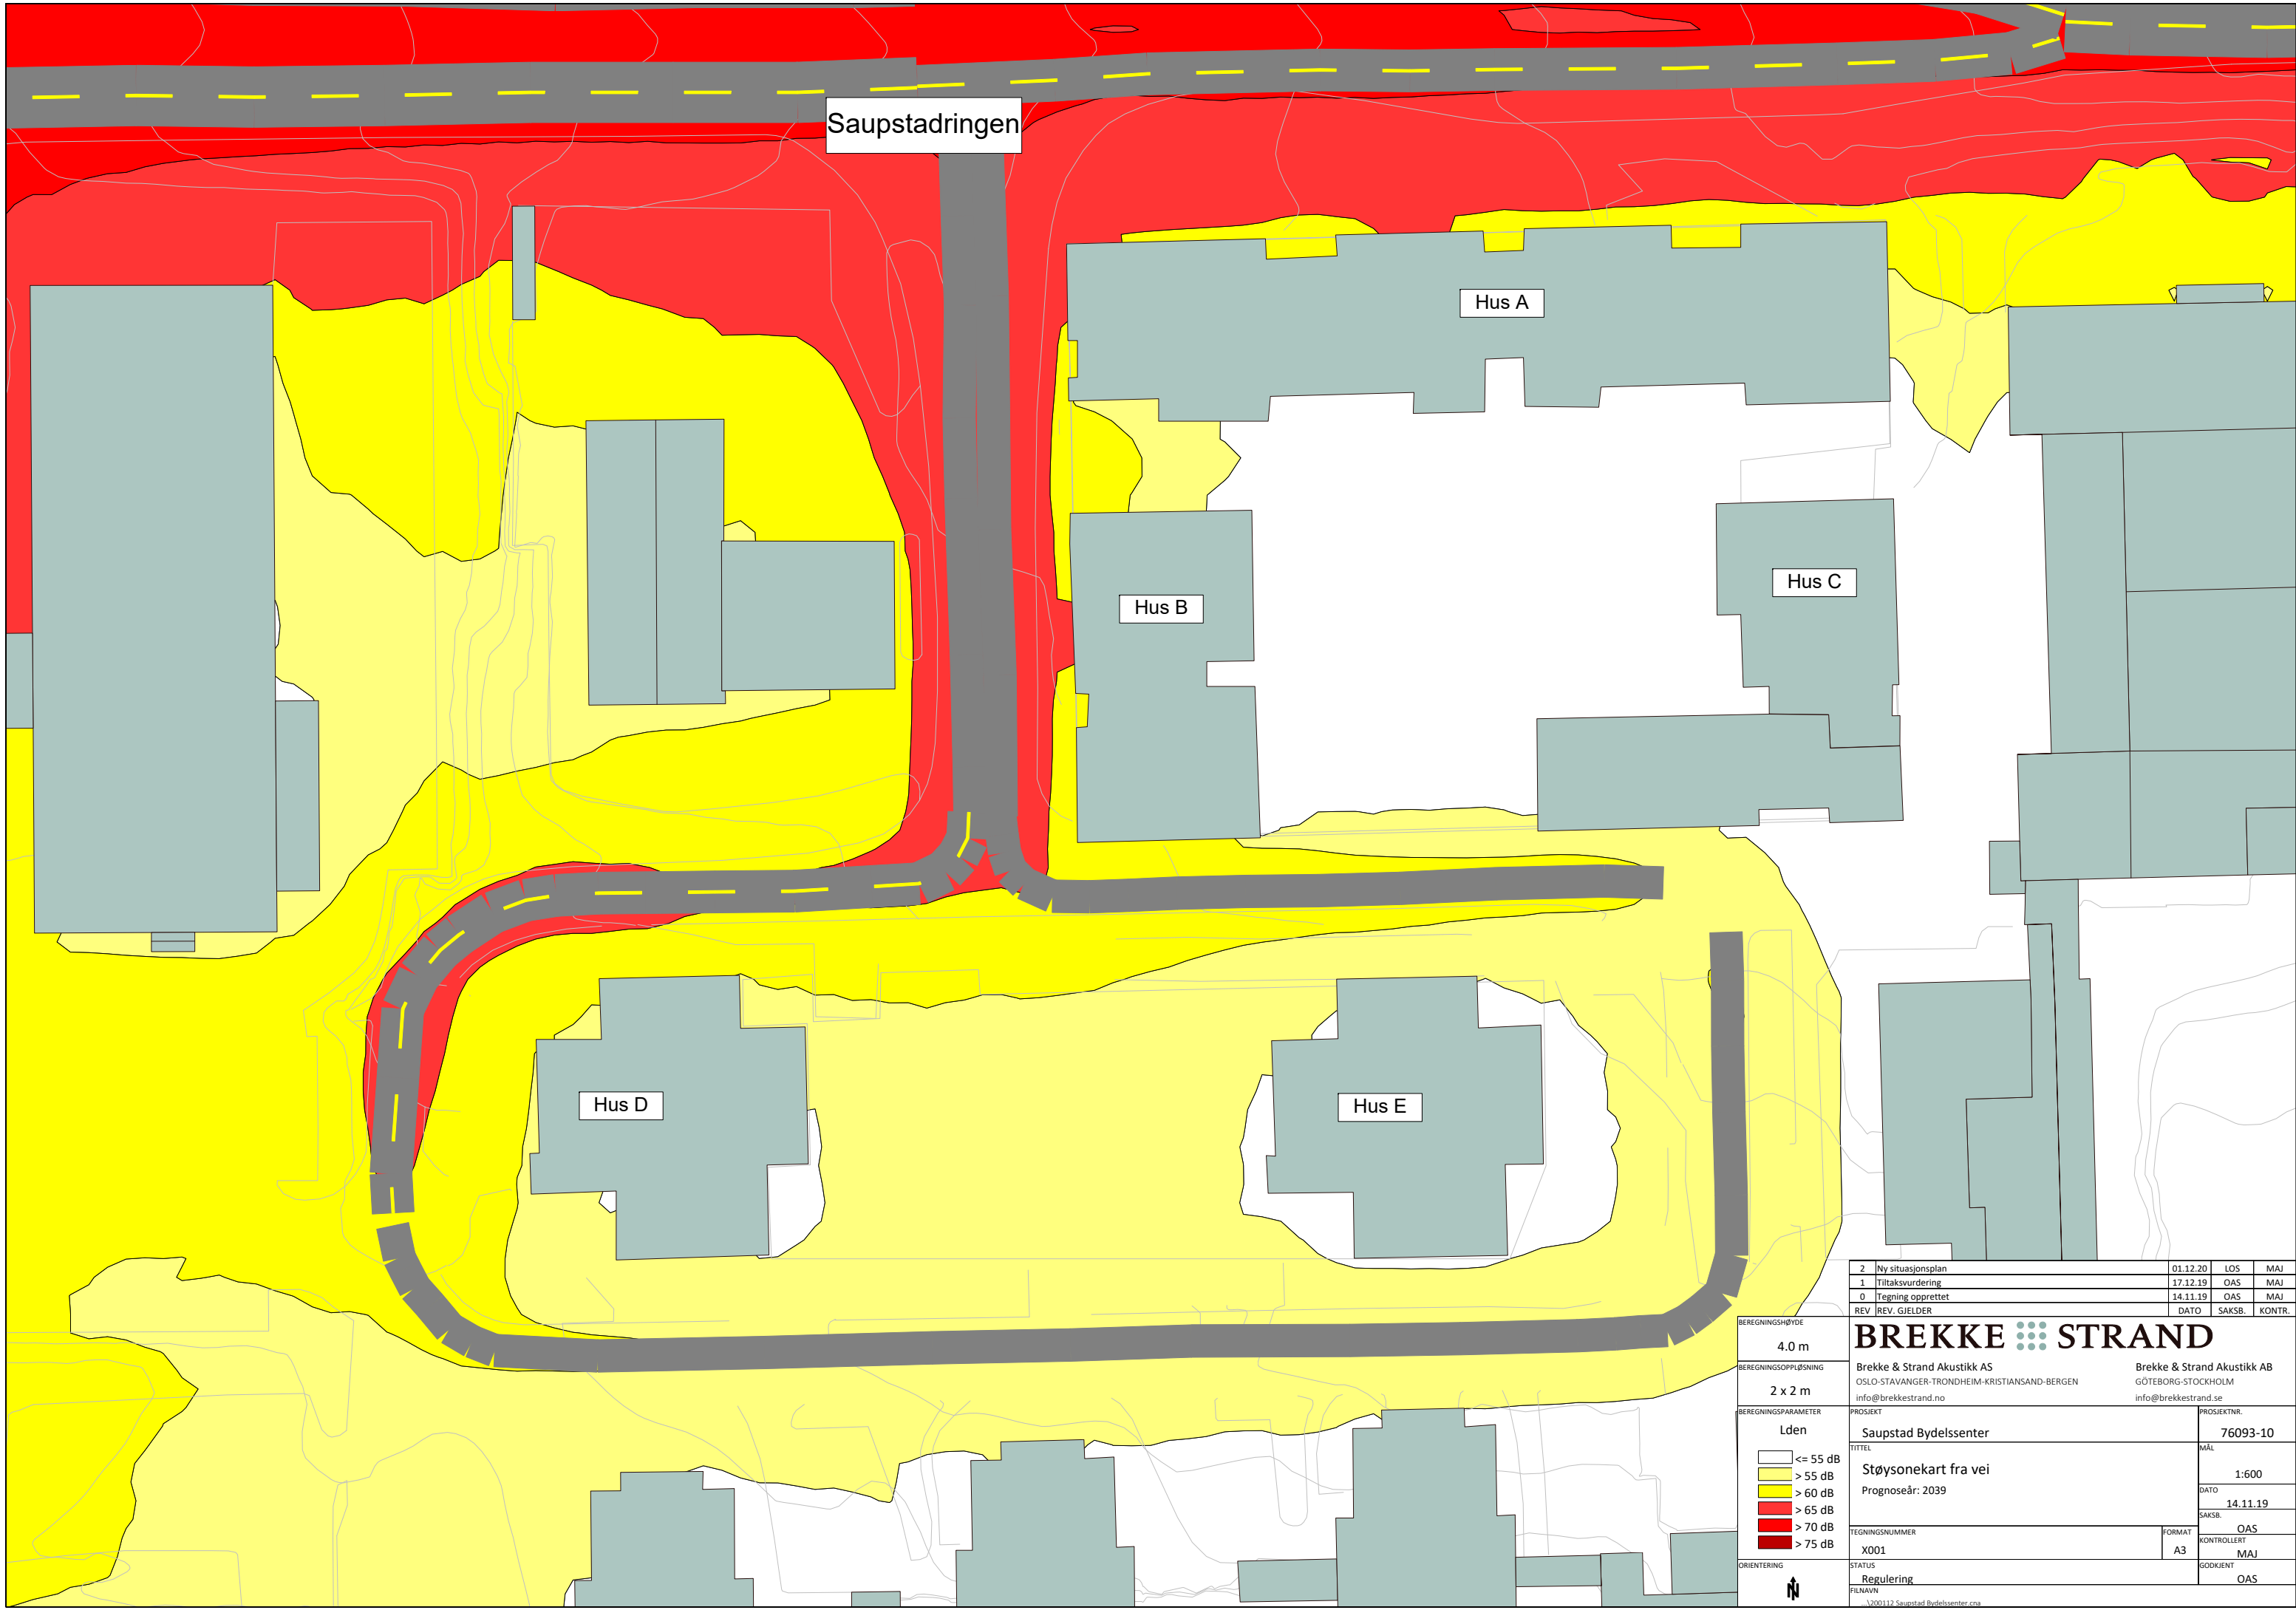 Saupstadringen
Hus A
Hus B
Hus C
Hus D
Hus E
2 Ny situasjonsplan 01.12.20 LOS MAJ
1 Tiltaksvurdering 17.12.19 OAS MAJ
0 Tegning opprettet 14.11.19 OAS MAJ
REV REV. GJELDER DATO SAKSB. KONTR.
BEREGNINGSHØYDE
4.0 m
BEREGNINGSOPPLØSNING
2 x 2 m
BEREGNINGSPARAMETER
Lden
<= 55 dB
> 55 dB
> 60 dB
> 65 dB
> 70 dB
> 75 dB
ORIENTERING
N
BREKKE STRAND
Brekke & Strand Akustikk AS
OSLO-STAVANGER-TRONDHEIM-KRISTIANSAND-BERGEN
info@brekkestrand.no
Brekke & Strand Akustikk AB
GÖTEBORG-STOCKHOLM
info@brekkestrand.se
PROSJEKT
Saupstad Bydelssenter
PROSJEKTNR.
76093-10
TITTEL
Støysonekart fra vei
Prognoseår: 2039
MÅL
1:600
DATO
14.11.19
SAKSB.
OAS
TEGNINGSNUMMER
X001
FORMAT
A3
KONTROLLERT
MAJ
STATUS
Regulering
GODKJENT
OAS
FILNAVN
...\200112 Saupstad Bydelssenter.cna